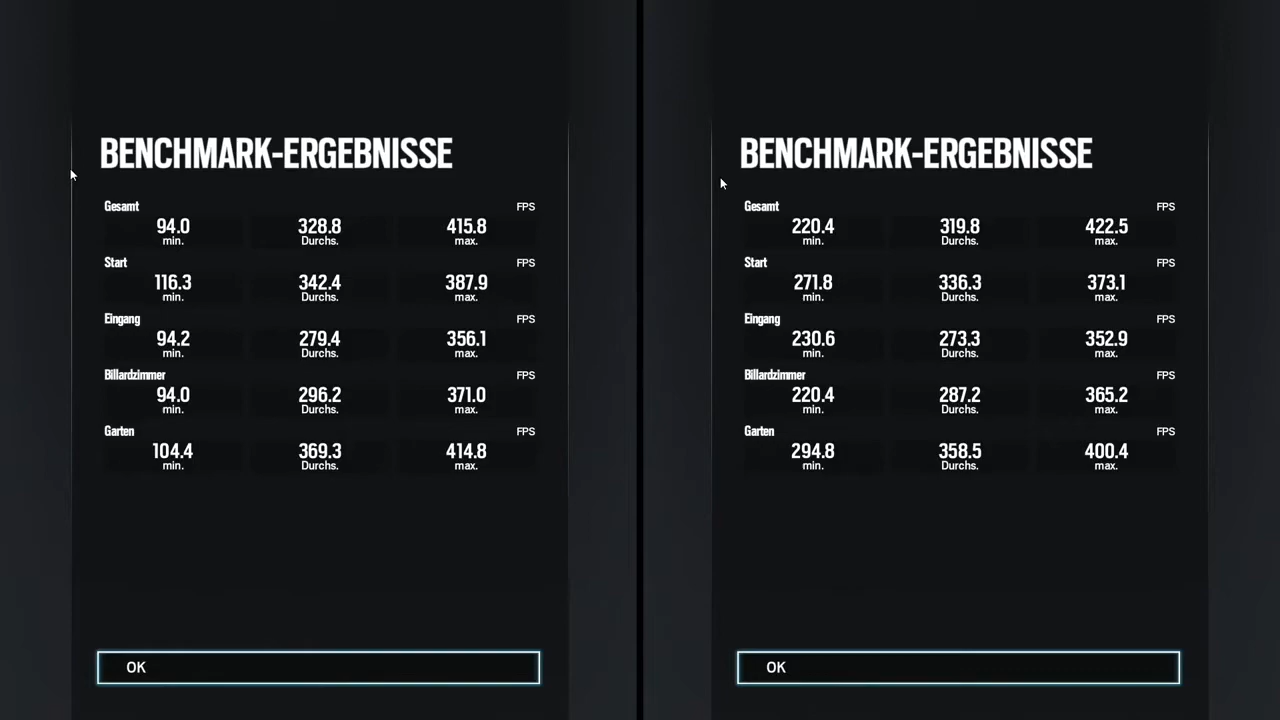 BENCHMARK-ERGEBNISSE
Gesamt FPS
94.0 328.8 415.8
min. Durchs. max.
Start FPS
116.3 342.4 387.9
min. Durchs. max.
Eingang FPS
94.2 279.4 356.1
min. Durchs. max.
Billardzimmer FPS
94.0 296.2 371.0
min. Durchs. max.
Garten FPS
104.4 369.3 414.8
min. Durchs. max.
OK
BENCHMARK-ERGEBNISSE
Gesamt FPS
220.4 319.8 422.5
min. Durchs. max.
Start FPS
271.8 336.3 373.1
min. Durchs. max.
Eingang FPS
230.6 273.3 352.9
min. Durchs. max.
Billardzimmer FPS
220.4 287.2 365.2
min. Durchs. max.
Garten FPS
294.8 358.5 400.4
min. Durchs. max.
OK